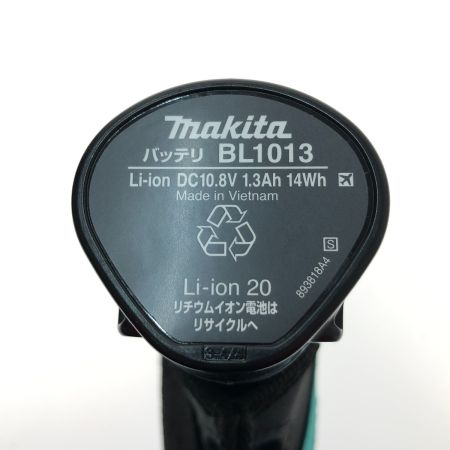 makita
バッテリ BL1013
Li-ion DC10.8V 1.3Ah 14Wh
Made in Vietnam
S
893818A4
Li-ion 20
リチウムイオン電池は
リサイクルへ